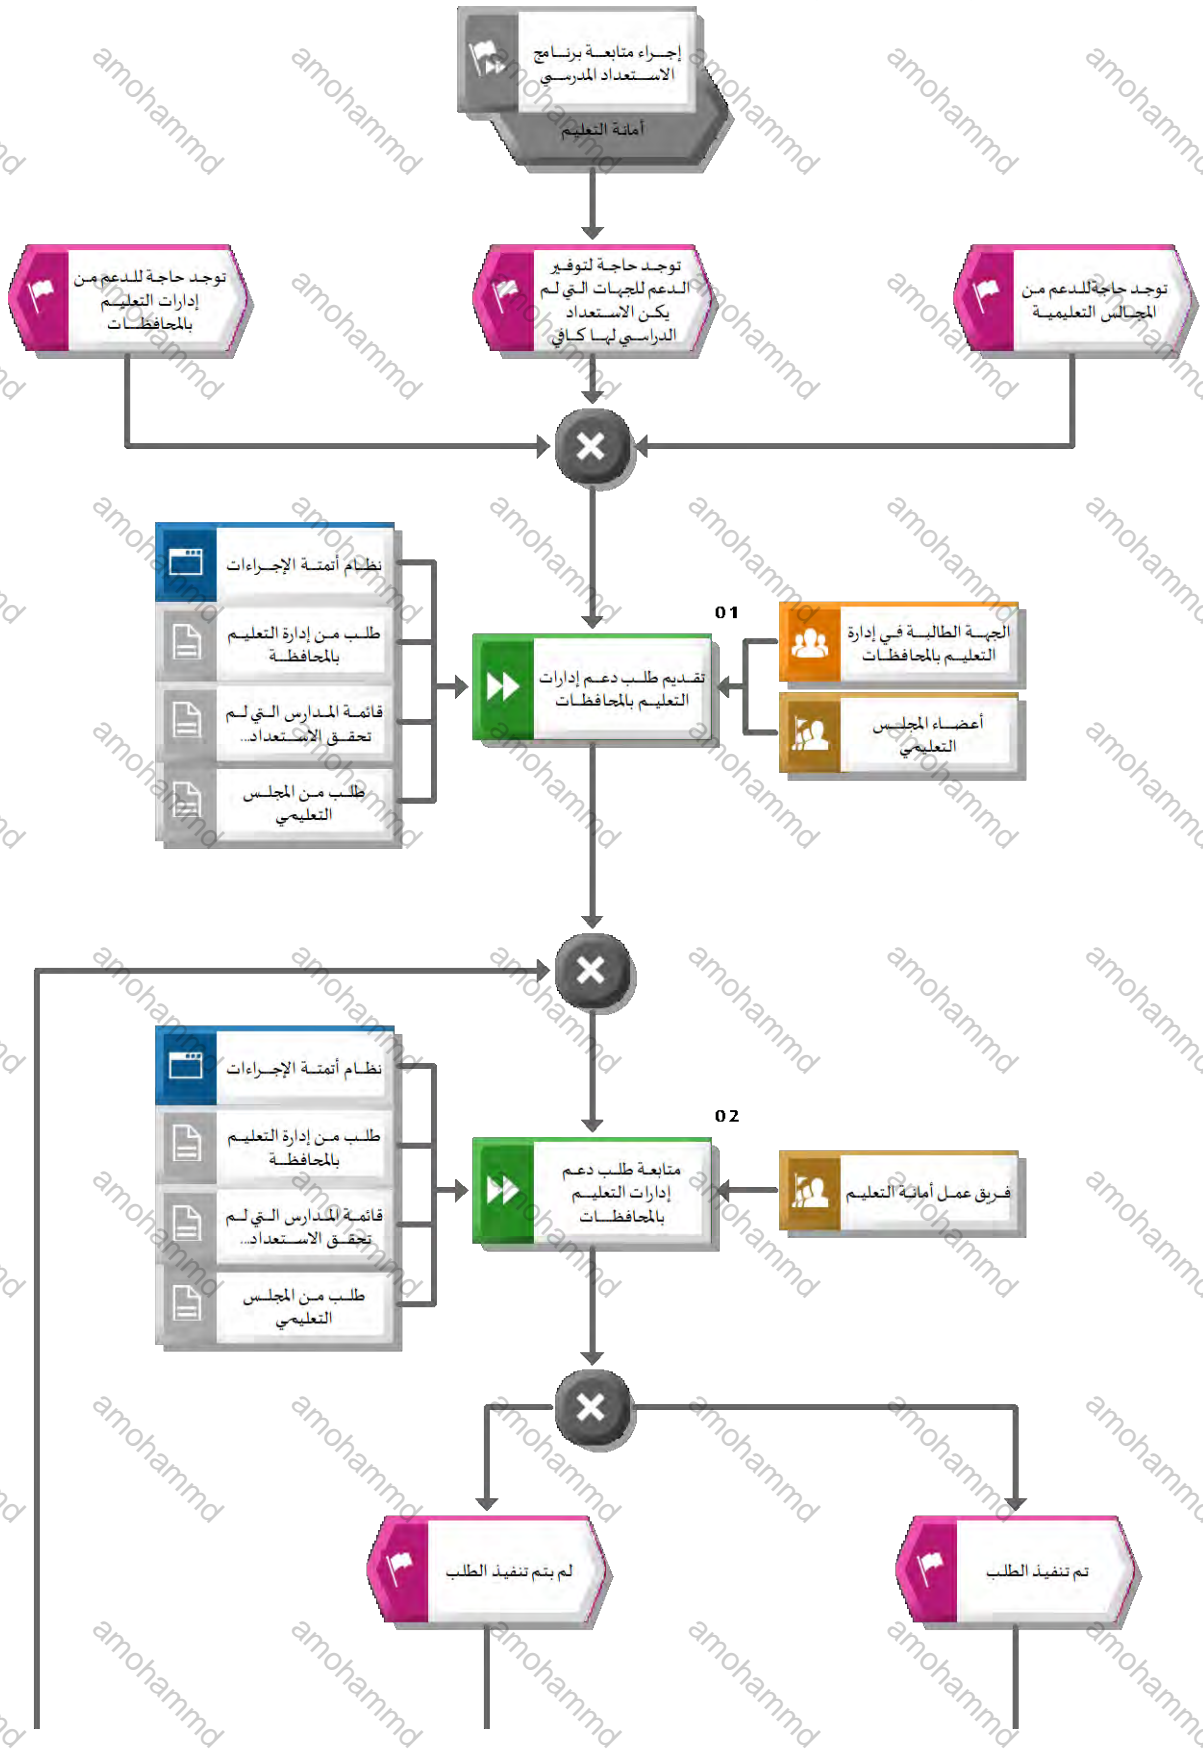 إجراء متابعة برنامج
الاستعداد المدرسي
أمانة التعليم
توجد حاجة للدعم من
المجالس التعليمية
توجد حاجة لتوفير
الدعم للجهات التي لم
يكن الاستعداد
الدراسي لها كافي
توجد حاجة للدعم من
إدارات التعليم
بالمحافظات
01
الجهة الطالبة في إدارة
التعليم بالمحافظات
أعضاء المجلس
التعليمي
تقديم طلب دعم إدارات
التعليم بالمحافظات
نظام أتمتة الإجراءات
طلب من إدارة التعليم
بالمحافظة
قائمة المدارس التي لم
تحقق الاستعداد...
طلب من المجلس
التعليمي
02
فريق عمل أمانة التعليم
متابعة طلب دعم
إدارات التعليم
بالمحافظات
نظام أتمتة الإجراءات
طلب من إدارة التعليم
بالمحافظة
قائمة المدارس التي لم
تحقق الاستعداد...
طلب من المجلس
التعليمي
تم تنفيذ الطلب
لم يتم تنفيذ الطلب
amohammd